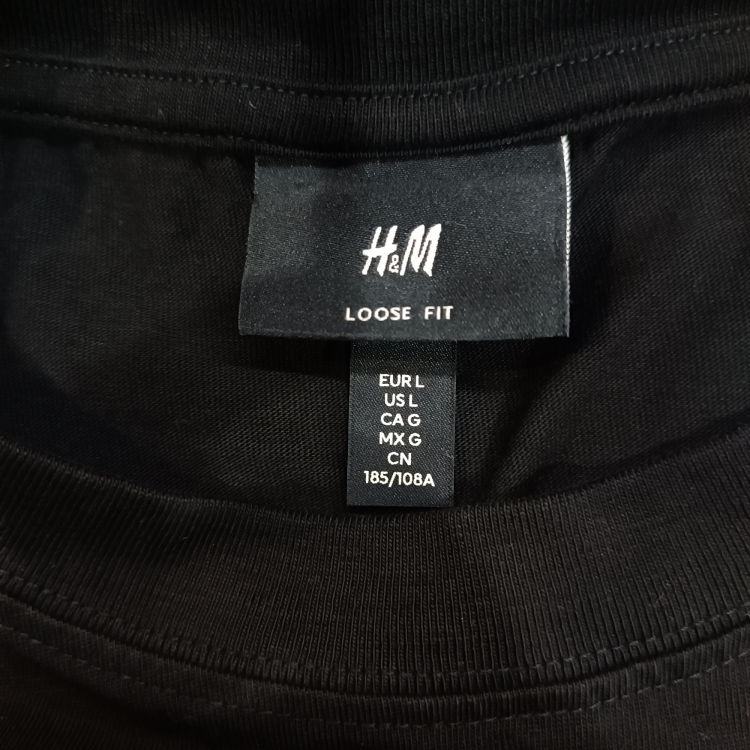 H&M
LOOSE FIT
EUR L
US L
CA G
MX G
CN
185/108A